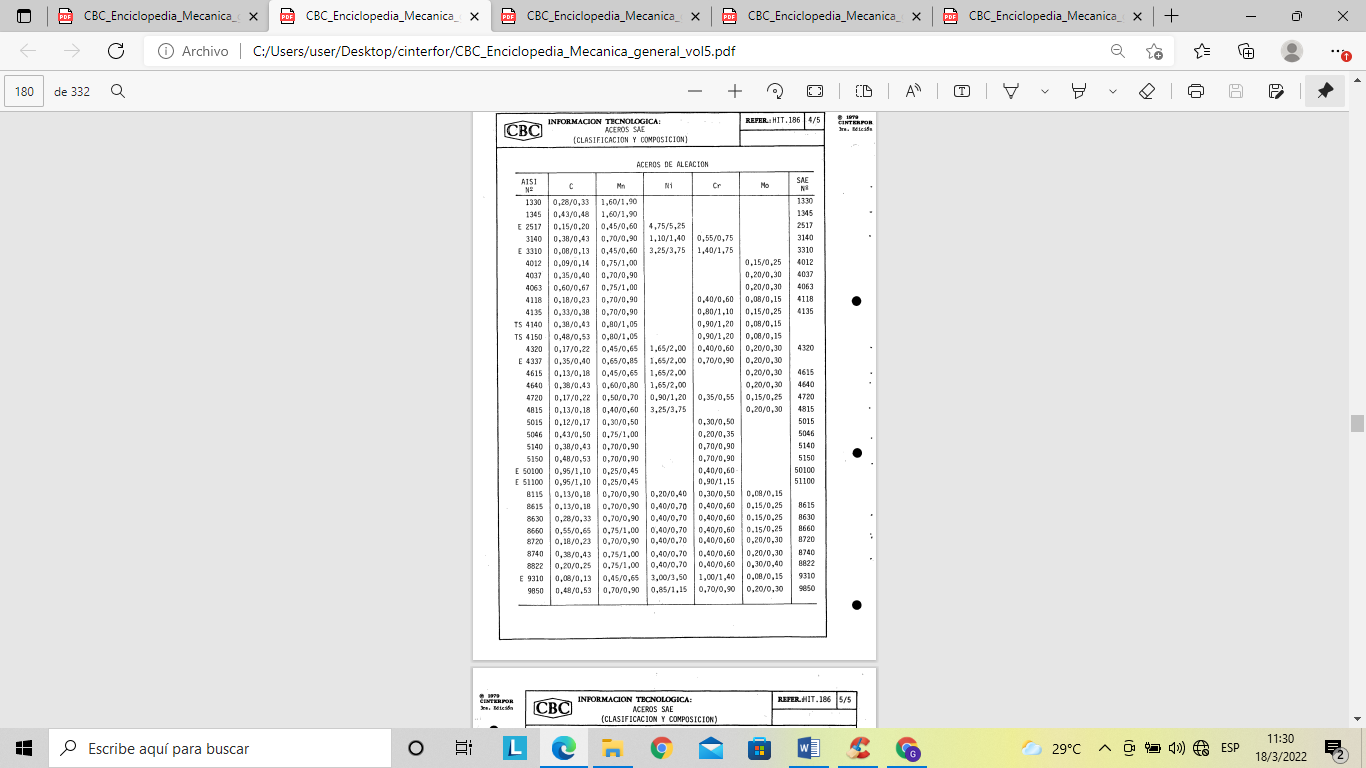 CBC_Enciclopedia_Mecanica_ CBC_Enciclopedia_Mecanica_ CBC_Enciclopedia_Mecanica_ CBC_Enciclopedia_Mecanica_ CBC_Enciclopedia_Mecanica_
Archivo C:/Users/user/Desktop/cinterfor/CBC_Enciclopedia_Mecanica_general_vol5.pdf
180 de 332
CBC INFORMACION TECNOLOGICA: REFER.:HIT.186 4/5 © 1979
ACEROS SAE CINTERFOR
(CLASIFICACION Y COMPOSICION) 3ra. Edición
ACEROS DE ALEACION
AISI Nº C Mn Ni Cr Mo SAE Nº
1330 0,28/0,33 1,60/1,90 1330
1345 0,43/0,48 1,60/1,90 1345
E 2517 0,15/0,20 0,45/0,60 4,75/5,25 2517
3140 0,38/0,43 0,70/0,90 1,10/1,40 0,55/0,75 3140
E 3310 0,08/0,13 0,45/0,60 3,25/3,75 1,40/1,75 3310
4012 0,09/0,14 0,75/1,00 0,15/0,25 4012
4037 0,35/0,40 0,70/0,90 0,20/0,30 4037
4063 0,60/0,67 0,75/1,00 0,20/0,30 4063
4118 0,18/0,23 0,70/0,90 0,40/0,60 0,08/0,15 4118
4135 0,33/0,38 0,70/0,90 0,80/1,10 0,15/0,25 4135
TS 4140 0,38/0,43 0,80/1,05 0,90/1,20 0,08/0,15
TS 4150 0,48/0,53 0,80/1,05 0,90/1,20 0,08/0,15
4320 0,17/0,22 0,45/0,65 1,65/2,00 0,40/0,60 0,20/0,30 4320
E 4337 0,35/0,40 0,65/0,85 1,65/2,00 0,70/0,90 0,20/0,30
4615 0,13/0,18 0,45/0,65 1,65/2,00 0,20/0,30 4615
4640 0,38/0,43 0,60/0,80 1,65/2,00 0,20/0,30 4640
4720 0,17/0,22 0,50/0,70 0,90/1,20 0,35/0,55 0,15/0,25 4720
4815 0,13/0,18 0,40/0,60 3,25/3,75 0,20/0,30 4815
5015 0,12/0,17 0,30/0,50 0,30/0,50 5015
5046 0,43/0,50 0,75/1,00 0,20/0,35 5046
5140 0,38/0,43 0,70/0,90 0,70/0,90 5140
5150 0,48/0,53 0,70/0,90 0,70/0,90 5150
E 50100 0,95/1,10 0,25/0,45 0,40/0,60 50100
E 51100 0,95/1,10 0,25/0,45 0,90/1,15 51100
8115 0,13/0,18 0,70/0,90 0,20/0,40 0,30/0,50 0,08/0,15
8615 0,13/0,18 0,70/0,90 0,40/0,70 0,40/0,60 0,15/0,25 8615
8630 0,28/0,33 0,70/0,90 0,40/0,70 0,40/0,60 0,15/0,25 8630
8660 0,55/0,65 0,75/1,00 0,40/0,70 0,40/0,60 0,15/0,25 8660
8720 0,18/0,23 0,70/0,90 0,40/0,70 0,40/0,60 0,20/0,30 8720
8740 0,38/0,43 0,75/1,00 0,40/0,70 0,40/0,60 0,20/0,30 8740
8822 0,20/0,25 0,75/1,00 0,40/0,70 0,40/0,60 0,30/0,40 8822
E 9310 0,08/0,13 0,45/0,65 3,00/3,50 1,00/1,40 0,08/0,15 9310
9850 0,48/0,53 0,70/0,90 0,85/1,15 0,70/0,90 0,20/0,30 9850
© 1979 CBC INFORMACION TECNOLOGICA: REFER.:HIT.186 5/5
CINTERFOR ACEROS SAE
3ra. Edición (CLASIFICACION Y COMPOSICION)
Escribe aquí para buscar 29°C ESP 11:30
18/3/2022 2